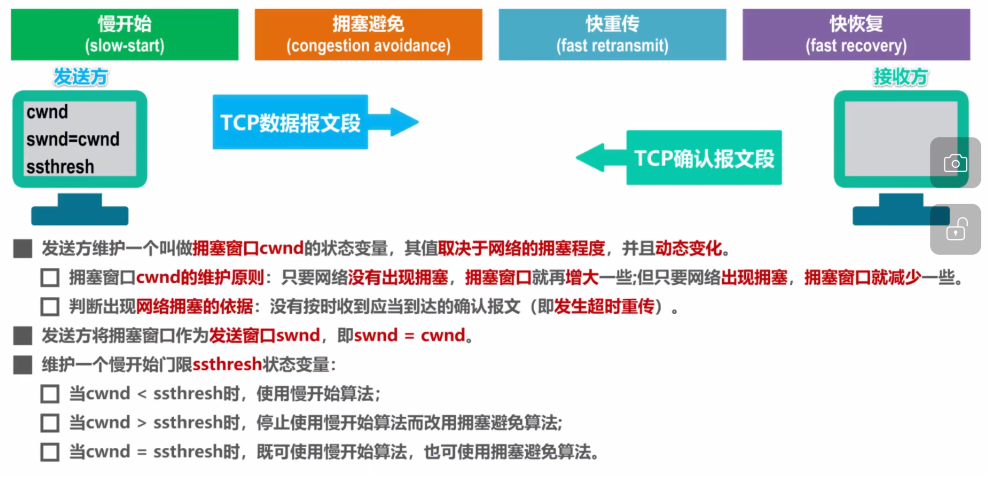 慢开始
(slow-start)
拥塞避免
(congestion avoidance)
快重传
(fast retransmit)
快恢复
(fast recovery)
发送方
接收方
cwnd
swnd=cwnd
ssthresh
TCP数据报文段
TCP确认报文段
发送方维护一个叫做拥塞窗口cwnd的状态变量，其值取决于网络的拥塞程度，并且动态变化。
拥塞窗口cwnd的维护原则：只要网络没有出现拥塞，拥塞窗口就再增大一些;但只要网络出现拥塞，拥塞窗口就减少一些。
判断出现网络拥塞的依据：没有按时收到应当到达的确认报文（即发生超时重传）。
发送方将拥塞窗口作为发送窗口swnd，即swnd = cwnd。
维护一个慢开始门限ssthresh状态变量：
当cwnd < ssthresh时，使用慢开始算法；
当cwnd > ssthresh时，停止使用慢开始算法而改用拥塞避免算法；
当cwnd = ssthresh时，既可使用慢开始算法，也可使用拥塞避免算法。